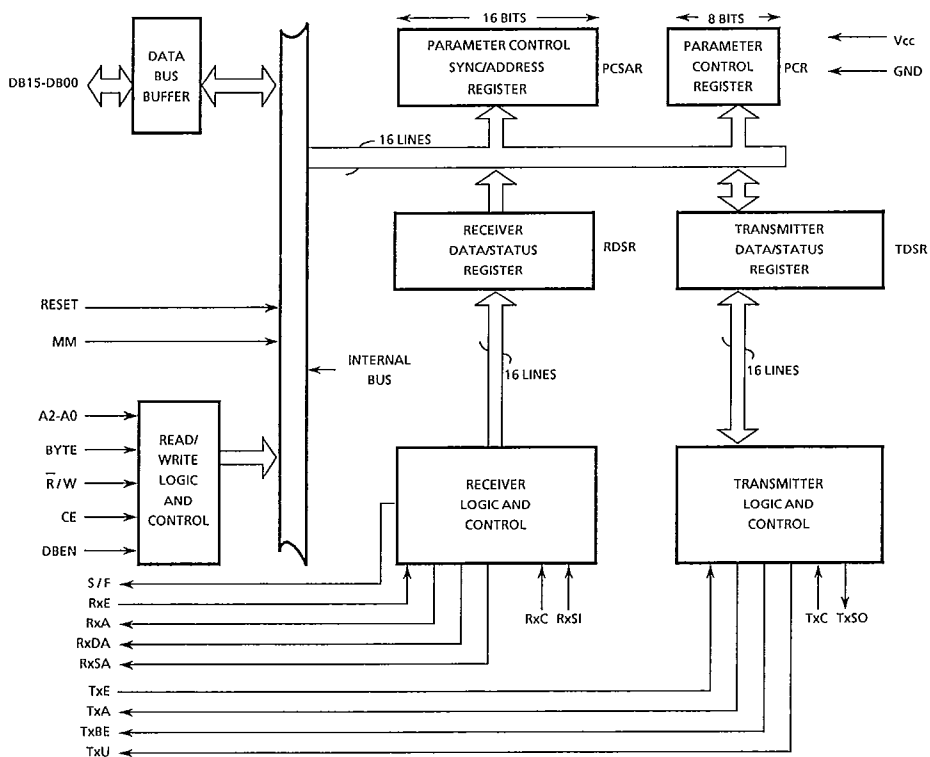 16 BITS
8 BITS
DATA
BUS
BUFFER
DB15-DB00
PARAMETER CONTROL
SYNC/ADDRESS
REGISTER
PCSAR
PARAMETER
CONTROL
REGISTER
PCR
Vcc
GND
16 LINES
RECEIVER
DATA/STATUS
REGISTER
RDSR
TRANSMITTER
DATA/STATUS
REGISTER
TDSR
RESET
MM
INTERNAL
BUS
16 LINES
16 LINES
A2-A0
BYTE
R̅/W
CE
DBEN
READ/
WRITE
LOGIC
AND
CONTROL
RECEIVER
LOGIC AND
CONTROL
TRANSMITTER
LOGIC AND
CONTROL
S/F
RxE
RxA
RxDA
RxSA
RxC
RxSI
TxC
TxSO
TxE
TxA
TxBE
TxU